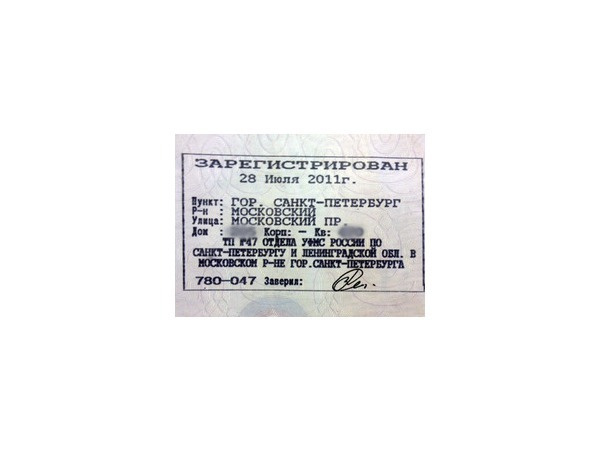 ЗАРЕГИСТРИРОВАН
28 Июля 2011г.
Пункт: ГОР. САНКТ-ПЕТЕРБУРГ
Р-н : МОСКОВСКИЙ
Улица: МОСКОВСКИЙ ПР.
Дом : Корп: - Кв:
ТП №47 ОТДЕЛА УФМС РОССИИ ПО
САНКТ-ПЕТЕРБУРГУ И ЛЕНИНГРАДСКОЙ ОБЛ. В
МОСКОВСКОМ Р-НЕ ГОР.САНКТ-ПЕТЕРБУРГА
780-047 Заверил: